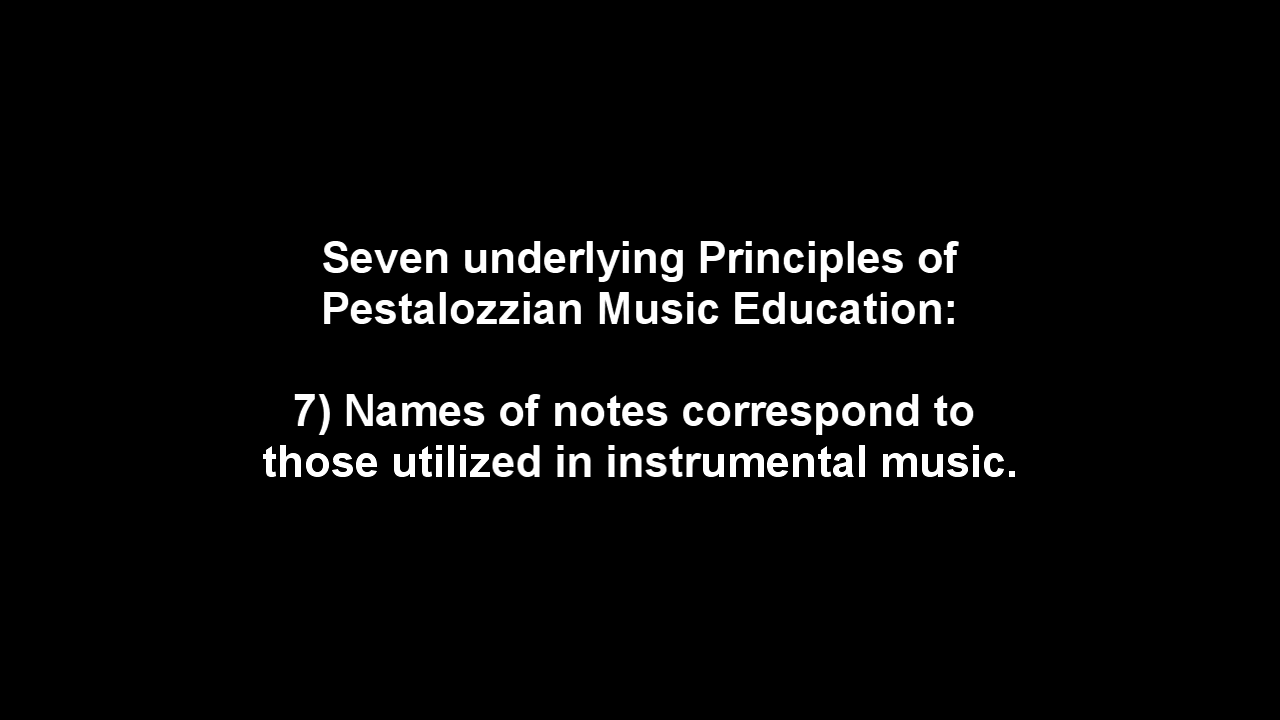 Seven underlying Principles of
Pestalozzian Music Education:
7) Names of notes correspond to
those utilized in instrumental music.